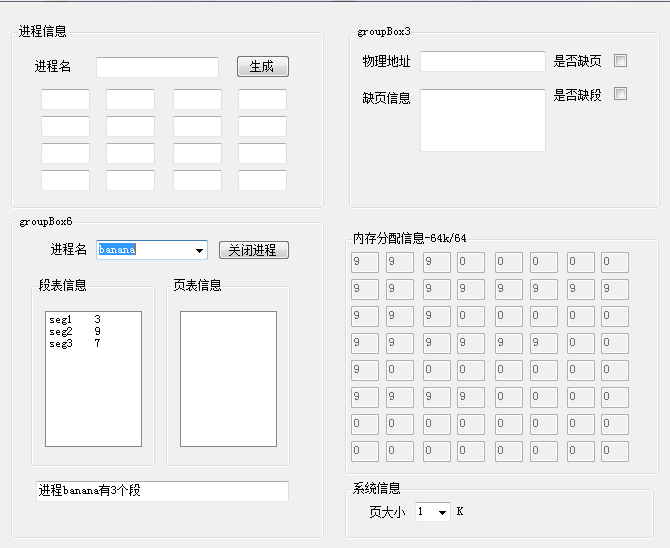 进程信息
进程名 生成
groupBox3
物理地址 是否缺页
缺页信息 是否缺段
groupBox6
进程名 banana 关闭进程
段表信息 页表信息
seg1 3
seg2 9
seg3 7
进程banana有3个段
内存分配信息-64k/64
9 9 9 0 0 0 0 0
9 9 9 9 9 9 9 9
9 9 0 0 0 0 0 0
9 9 9 9 9 9 0 0
9 0 0 0 0 0 0 0
9 9 9 9 0 0 0 0
0 0 0 0 0 0 0 0
0 0 0 0 0 0 0 0
系统信息
页大小 1 K